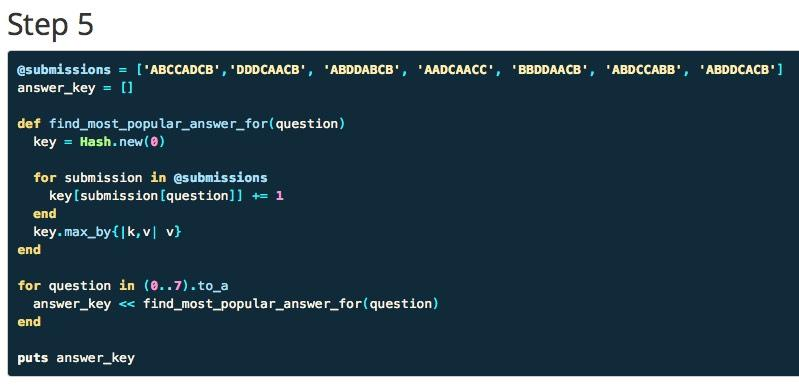 Step 5
@submissions = ['ABCCADCB','DDDCAACB', 'ABDDABCB', 'AADCAACC', 'BBDDAACB', 'ABDCCABB', 'ABDDCACB']
answer_key = []

def find_most_popular_answer_for(question)
  key = Hash.new(0)

  for submission in @submissions
    key[submission[question]] += 1
  end
  key.max_by{|k,v| v}
end

for question in (0..7).to_a
  answer_key << find_most_popular_answer_for(question)
end

puts answer_key